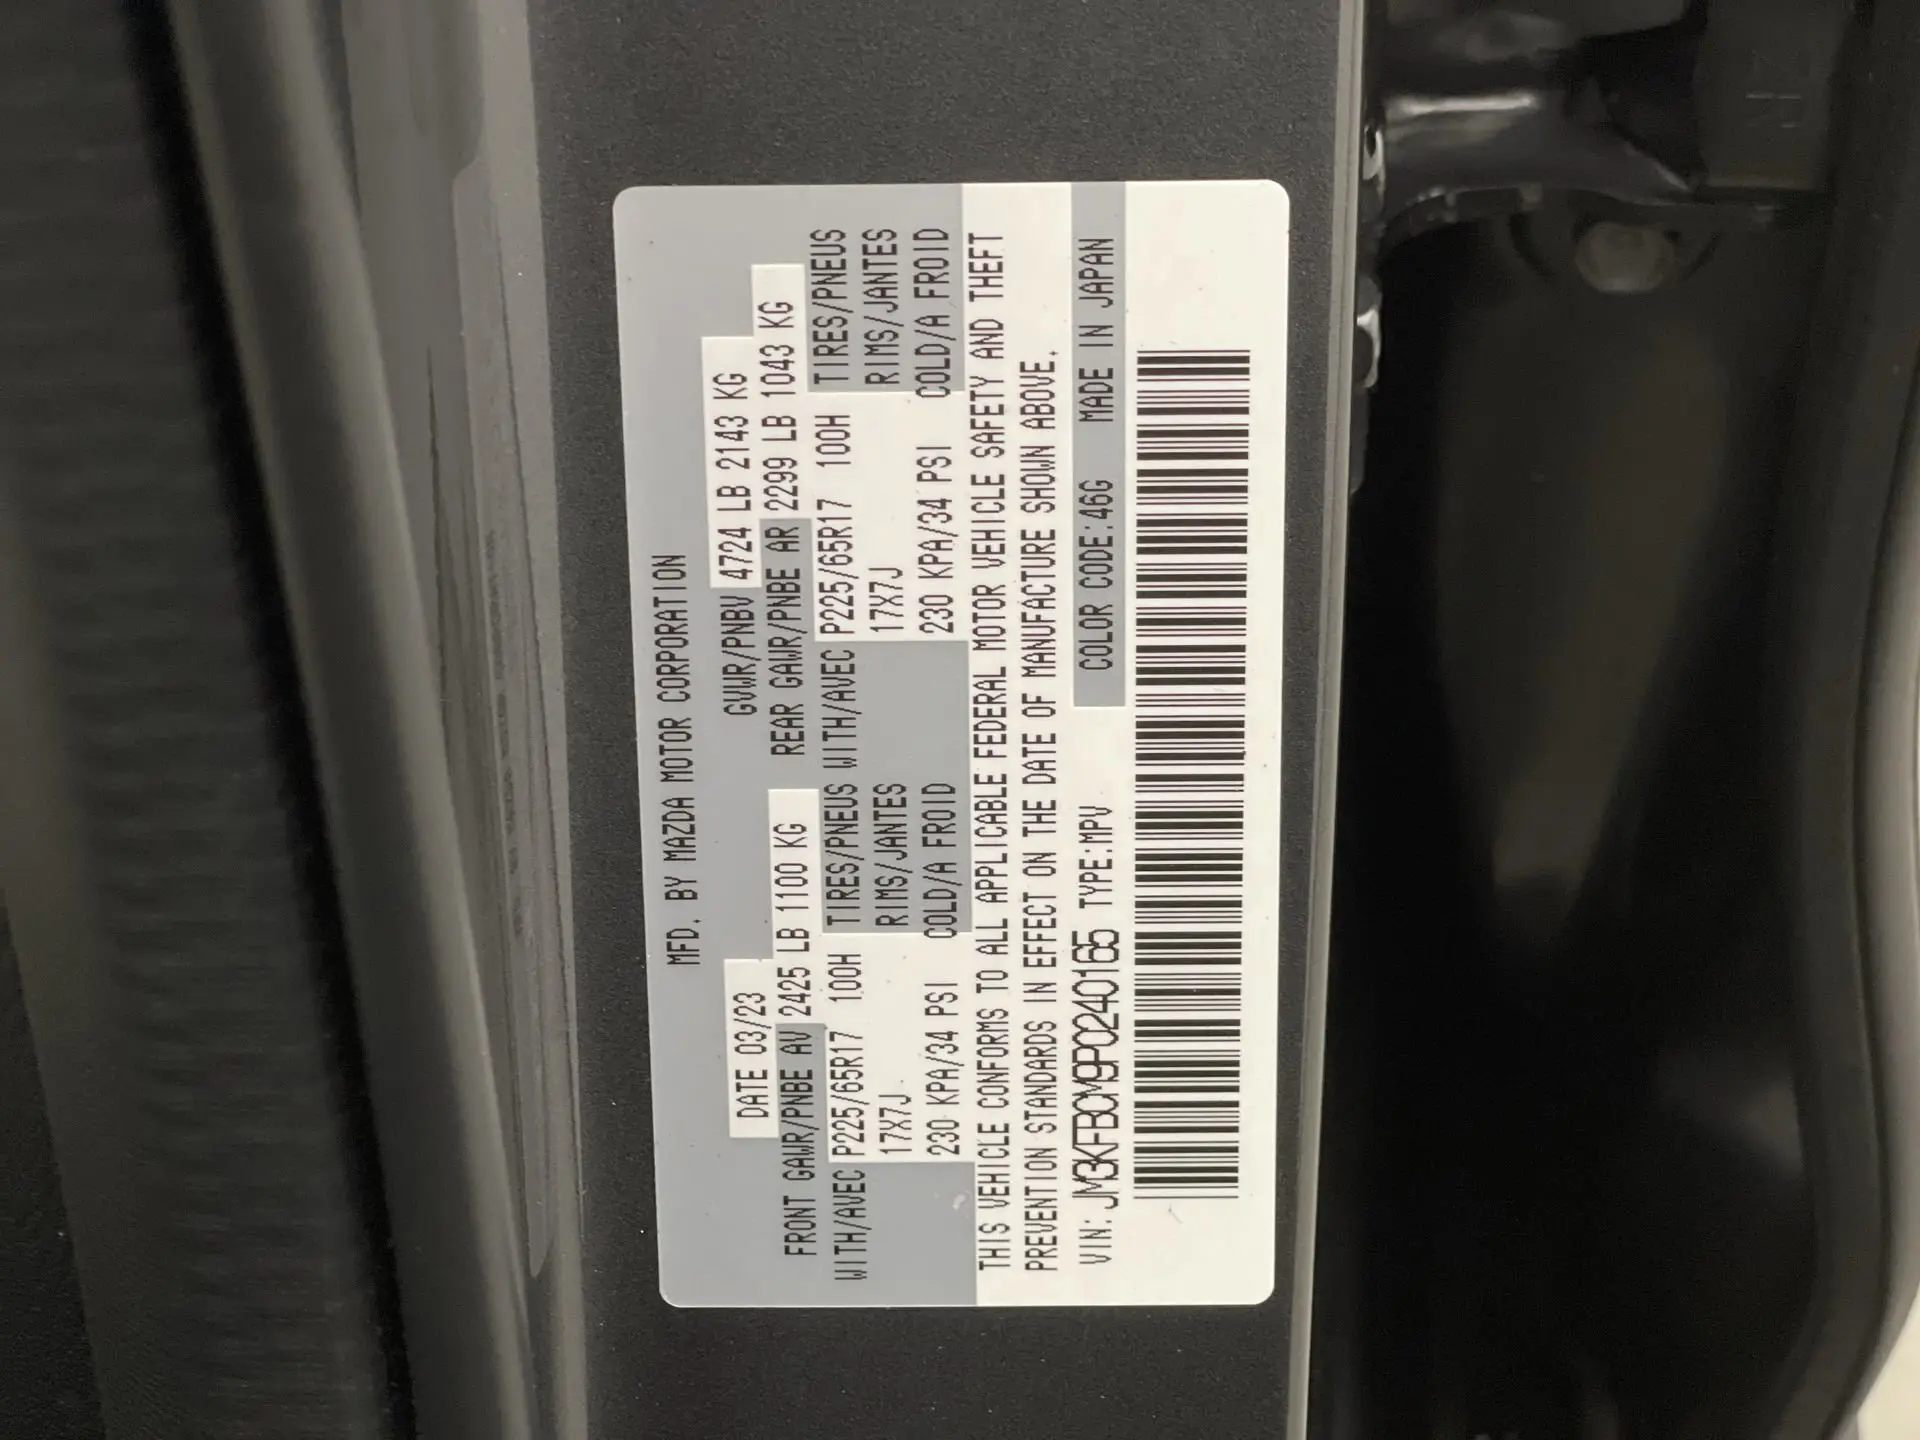 MFD. BY MAZDA MOTOR CORPORATION
DATE 03/23 GVWR/PNBV 4724 LB 2143 KG
FRONT GAWR/PNBE AV 2425 LB 1100 KG REAR GAWR/PNBE AR 2299 LB 1043 KG
WITH/AVEC P225/65R17 100H TIRES/PNEUS WITH/AVEC P225/65R17 100H TIRES/PNEUS
17X7J RIMS/JANTES 17X7J RIMS/JANTES
230 KPA/34 PSI COLD/A FROID 230 KPA/34 PSI COLD/A FROID
THIS VEHICLE CONFORMS TO ALL APPLICABLE FEDERAL MOTOR VEHICLE SAFETY AND THEFT
PREVENTION STANDARDS IN EFFECT ON THE DATE OF MANUFACTURE SHOWN ABOVE.
VIN: JM3KFBCM9P0240165 TYPE:MPV COLOR CODE:46G MADE IN JAPAN